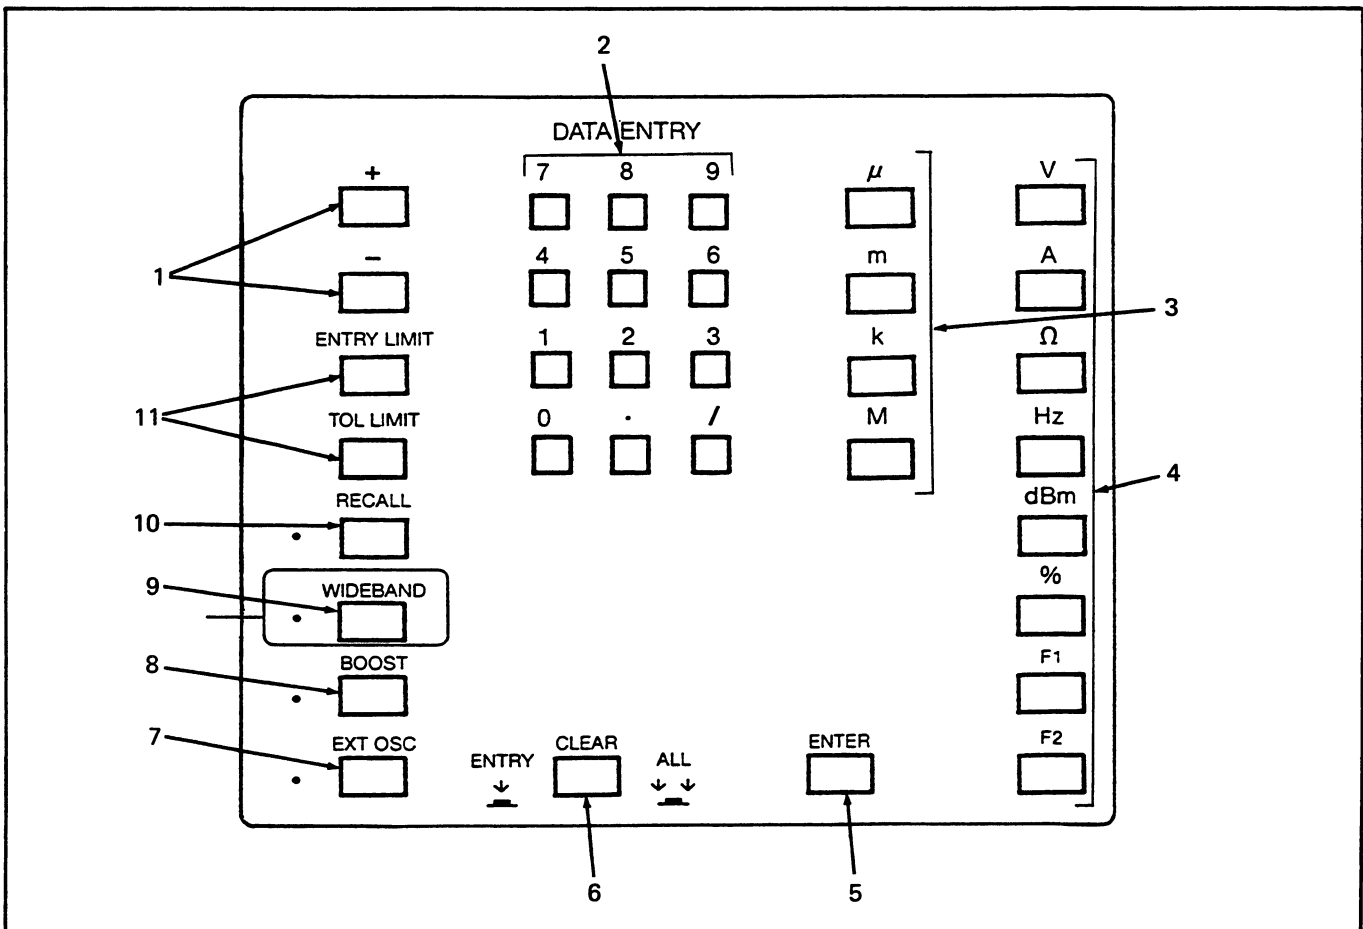 2
DATA ENTRY
+ 7 8 9 μ V
1 − 4 5 6 m A
3
ENTRY LIMIT 1 2 3 k Ω
11 TOL LIMIT 0 . / M Hz
4
10 RECALL dBm
9 WIDEBAND %
8 BOOST F1
7 EXT OSC ENTRY CLEAR ALL ENTER F2
6 5